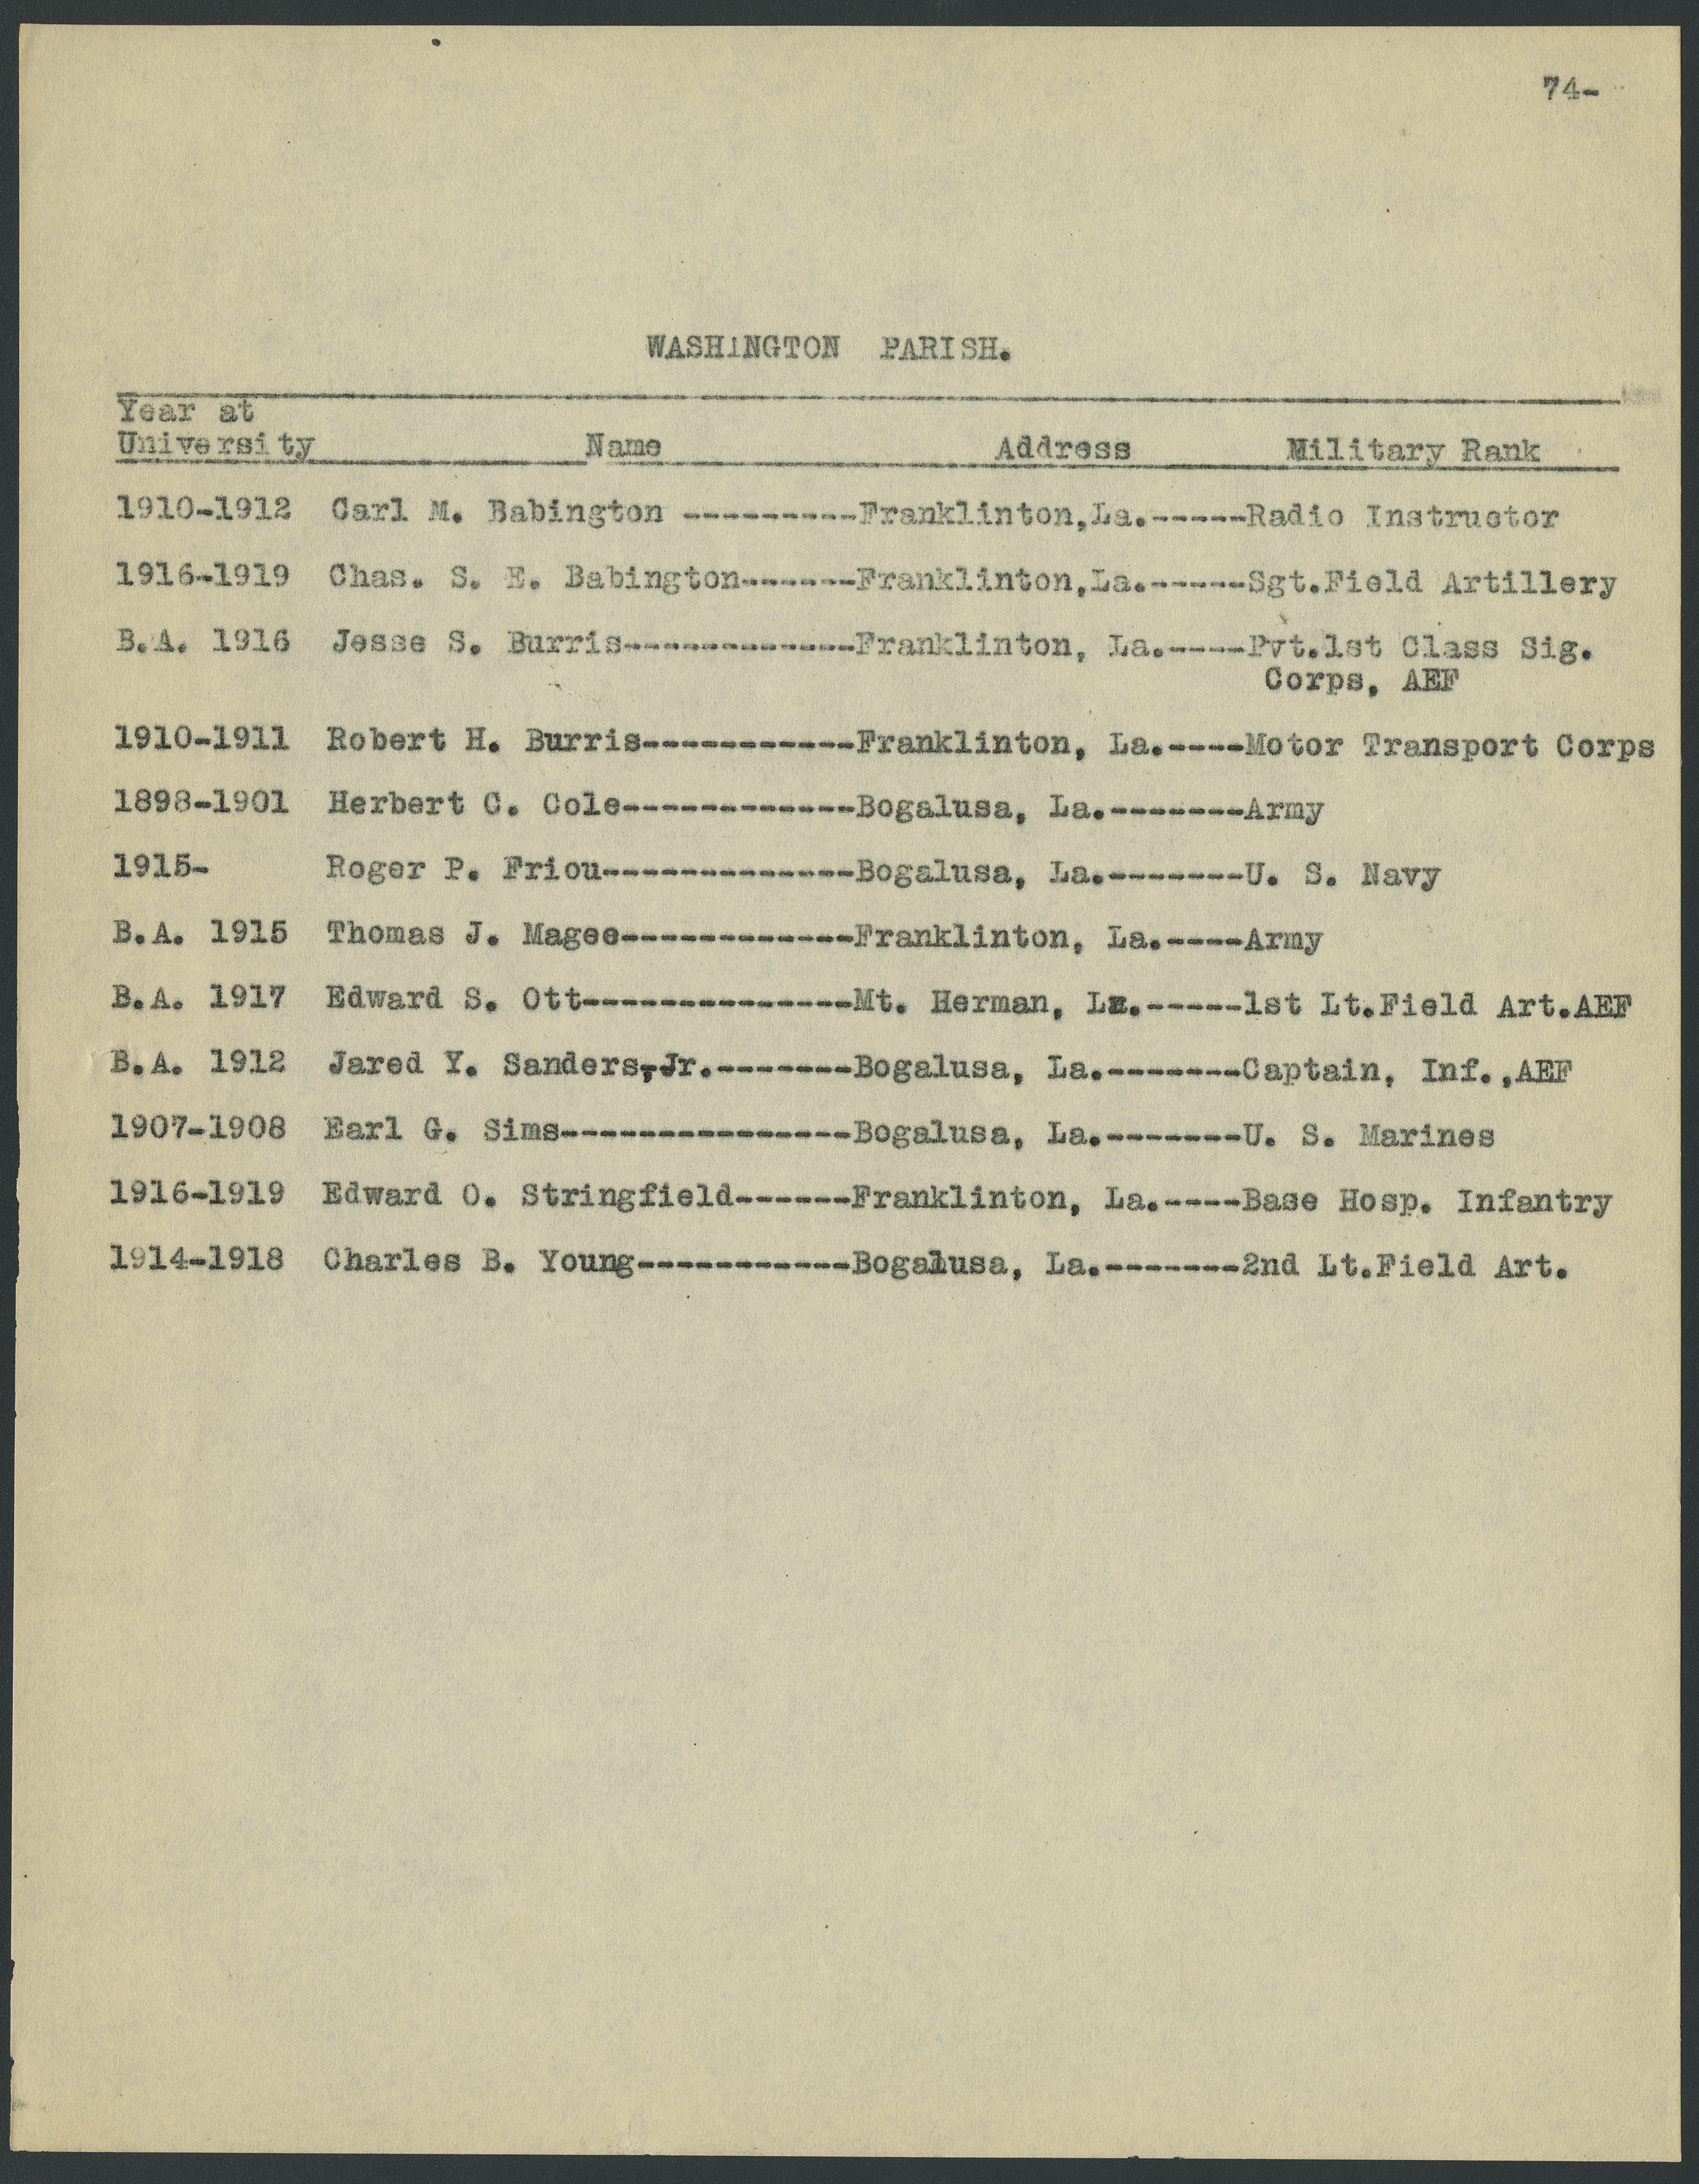 74-
WASHINGTON PARISH.
Year at
University Name Address Military Rank
1910-1912 Carl M. Babington ---------Franklinton,La.-----Radio Instructor
1916-1919 Chas. S. E. Babington------Franklinton,La.-----Sgt.Field Artillery
B.A. 1916 Jesse S. Burris------------Franklinton, La.----Pvt.1st Class Sig.
Corps, AEF
1910-1911 Robert H. Burris-----------Franklinton, La.----Motor Transport Corps
1898-1901 Herbert C. Cole------------Bogalusa, La.-------Army
1915- Roger P. Friou-------------Bogalusa, La.-------U. S. Navy
B.A. 1915 Thomas J. Magee------------Franklinton, La.----Army
B.A. 1917 Edward S. Ott--------------Mt. Herman, La.-----1st Lt.Field Art.AEF
B.A. 1912 Jared Y. Sanders,-Jr.-------Bogalusa, La.-------Captain, Inf.,AEF
1907-1908 Earl G. Sims---------------Bogalusa, La.-------U. S. Marines
1916-1919 Edward O. Stringfield------Franklinton, La.----Base Hosp. Infantry
1914-1918 Charles B. Young-----------Bogalusa, La.-------2nd Lt.Field Art.